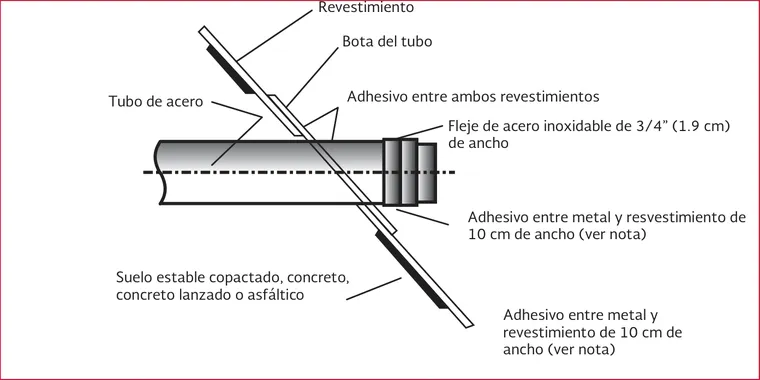 Revestimiento
Bota del tubo
Tubo de acero
Adhesivo entre ambos revestimientos
Fleje de acero inoxidable de 3/4” (1.9 cm)
de ancho
Adhesivo entre metal y resvestimiento de
10 cm de ancho (ver nota)
Suelo estable copactado, concreto,
concreto lanzado o asfáltico
Adhesivo entre metal y
revestimiento de 10 cm de
ancho (ver nota)